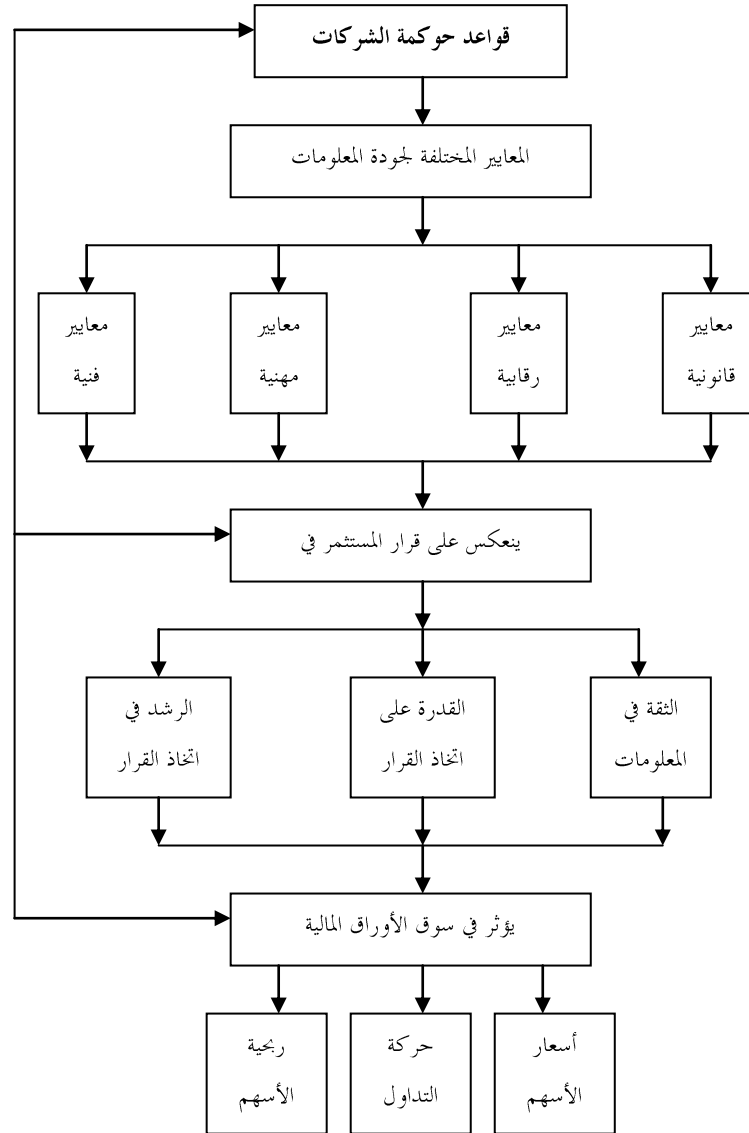 قواعد حوكمة الشركات
المعايير المختلفة لجودة المعلومات
معايير
قانونية
معايير
رقابية
معايير
مهنية
معايير
فنية
ينعكس على قرار المستثمر في
الثقة في
المعلومات
القدرة على
اتخاذ القرار
الرشد في
اتخاذ القرار
يؤثر في سوق الأوراق المالية
أسعار
الأسهم
حركة
التداول
ربحية
الأسهم